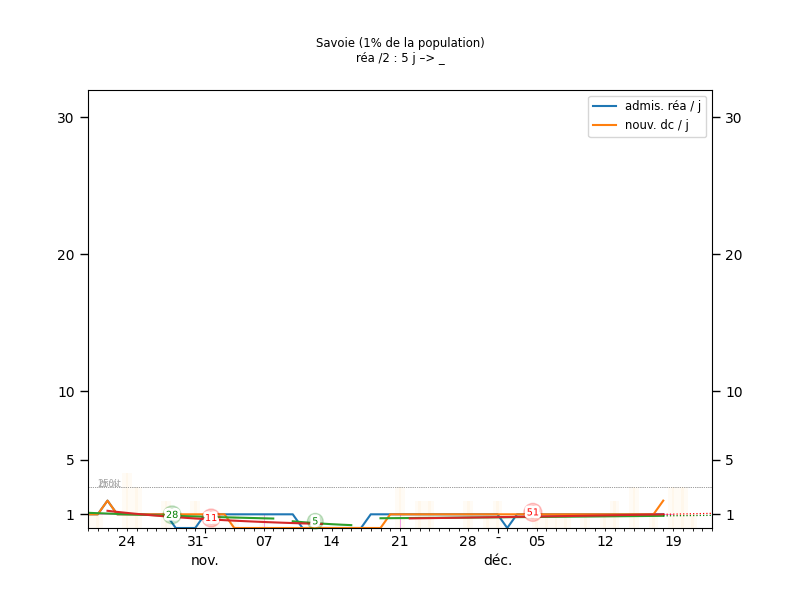 Savoie (1% de la population)
réa /2 : 5 j –> _
admis. réa / j
nouv. dc / j
30 30
20 20
10 10
5 5
1 1
28 11 5 51
24 31 07 14 21 28 05 12 19
nov. déc.